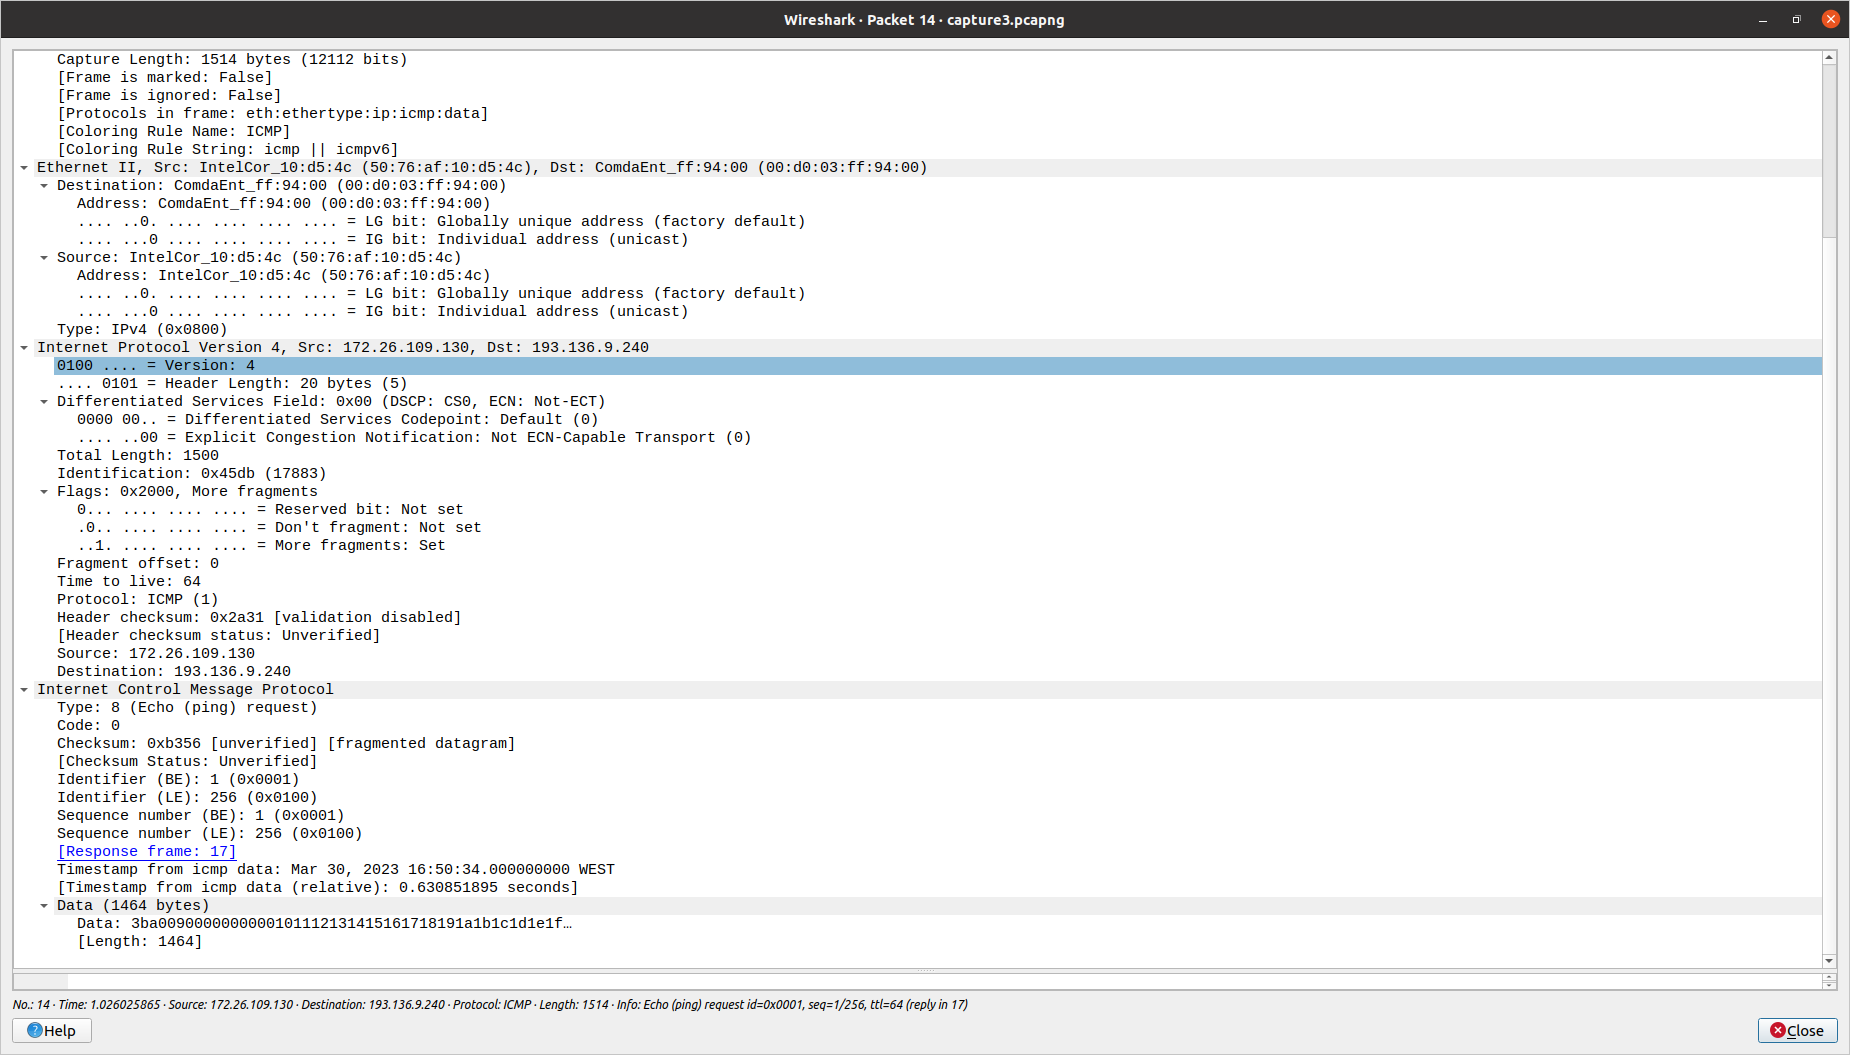 Wireshark · Packet 14 · capture3.pcapng
Capture Length: 1514 bytes (12112 bits)
[Frame is marked: False]
[Frame is ignored: False]
[Protocols in frame: eth:ethertype:ip:icmp:data]
[Coloring Rule Name: ICMP]
[Coloring Rule String: icmp || icmpv6]
Ethernet II, Src: IntelCor_10:d5:4c (50:76:af:10:d5:4c), Dst: ComdaEnt_ff:94:00 (00:d0:03:ff:94:00)
Destination: ComdaEnt_ff:94:00 (00:d0:03:ff:94:00)
Address: ComdaEnt_ff:94:00 (00:d0:03:ff:94:00)
.... ..0. .... .... .... .... = LG bit: Globally unique address (factory default)
.... ...0 .... .... .... .... = IG bit: Individual address (unicast)
Source: IntelCor_10:d5:4c (50:76:af:10:d5:4c)
Address: IntelCor_10:d5:4c (50:76:af:10:d5:4c)
.... ..0. .... .... .... .... = LG bit: Globally unique address (factory default)
.... ...0 .... .... .... .... = IG bit: Individual address (unicast)
Type: IPv4 (0x0800)
Internet Protocol Version 4, Src: 172.26.109.130, Dst: 193.136.9.240
0100 .... = Version: 4
.... 0101 = Header Length: 20 bytes (5)
Differentiated Services Field: 0x00 (DSCP: CS0, ECN: Not-ECT)
0000 00.. = Differentiated Services Codepoint: Default (0)
.... ..00 = Explicit Congestion Notification: Not ECN-Capable Transport (0)
Total Length: 1500
Identification: 0x45db (17883)
Flags: 0x2000, More fragments
0... .... .... .... = Reserved bit: Not set
.0.. .... .... .... = Don't fragment: Not set
..1. .... .... .... = More fragments: Set
Fragment offset: 0
Time to live: 64
Protocol: ICMP (1)
Header checksum: 0x2a31 [validation disabled]
[Header checksum status: Unverified]
Source: 172.26.109.130
Destination: 193.136.9.240
Internet Control Message Protocol
Type: 8 (Echo (ping) request)
Code: 0
Checksum: 0xb356 [unverified] [fragmented datagram]
[Checksum Status: Unverified]
Identifier (BE): 1 (0x0001)
Identifier (LE): 256 (0x0100)
Sequence number (BE): 1 (0x0001)
Sequence number (LE): 256 (0x0100)
[Response frame: 17]
Timestamp from icmp data: Mar 30, 2023 16:50:34.000000000 WEST
[Timestamp from icmp data (relative): 0.630851895 seconds]
Data (1464 bytes)
Data: 3ba0090000000000101112131415161718191a1b1c1d1e1f…
[Length: 1464]
No.: 14 · Time: 1.026025865 · Source: 172.26.109.130 · Destination: 193.136.9.240 · Protocol: ICMP · Length: 1514 · Info: Echo (ping) request id=0x0001, seq=1/256, ttl=64 (reply in 17)
Help
Close